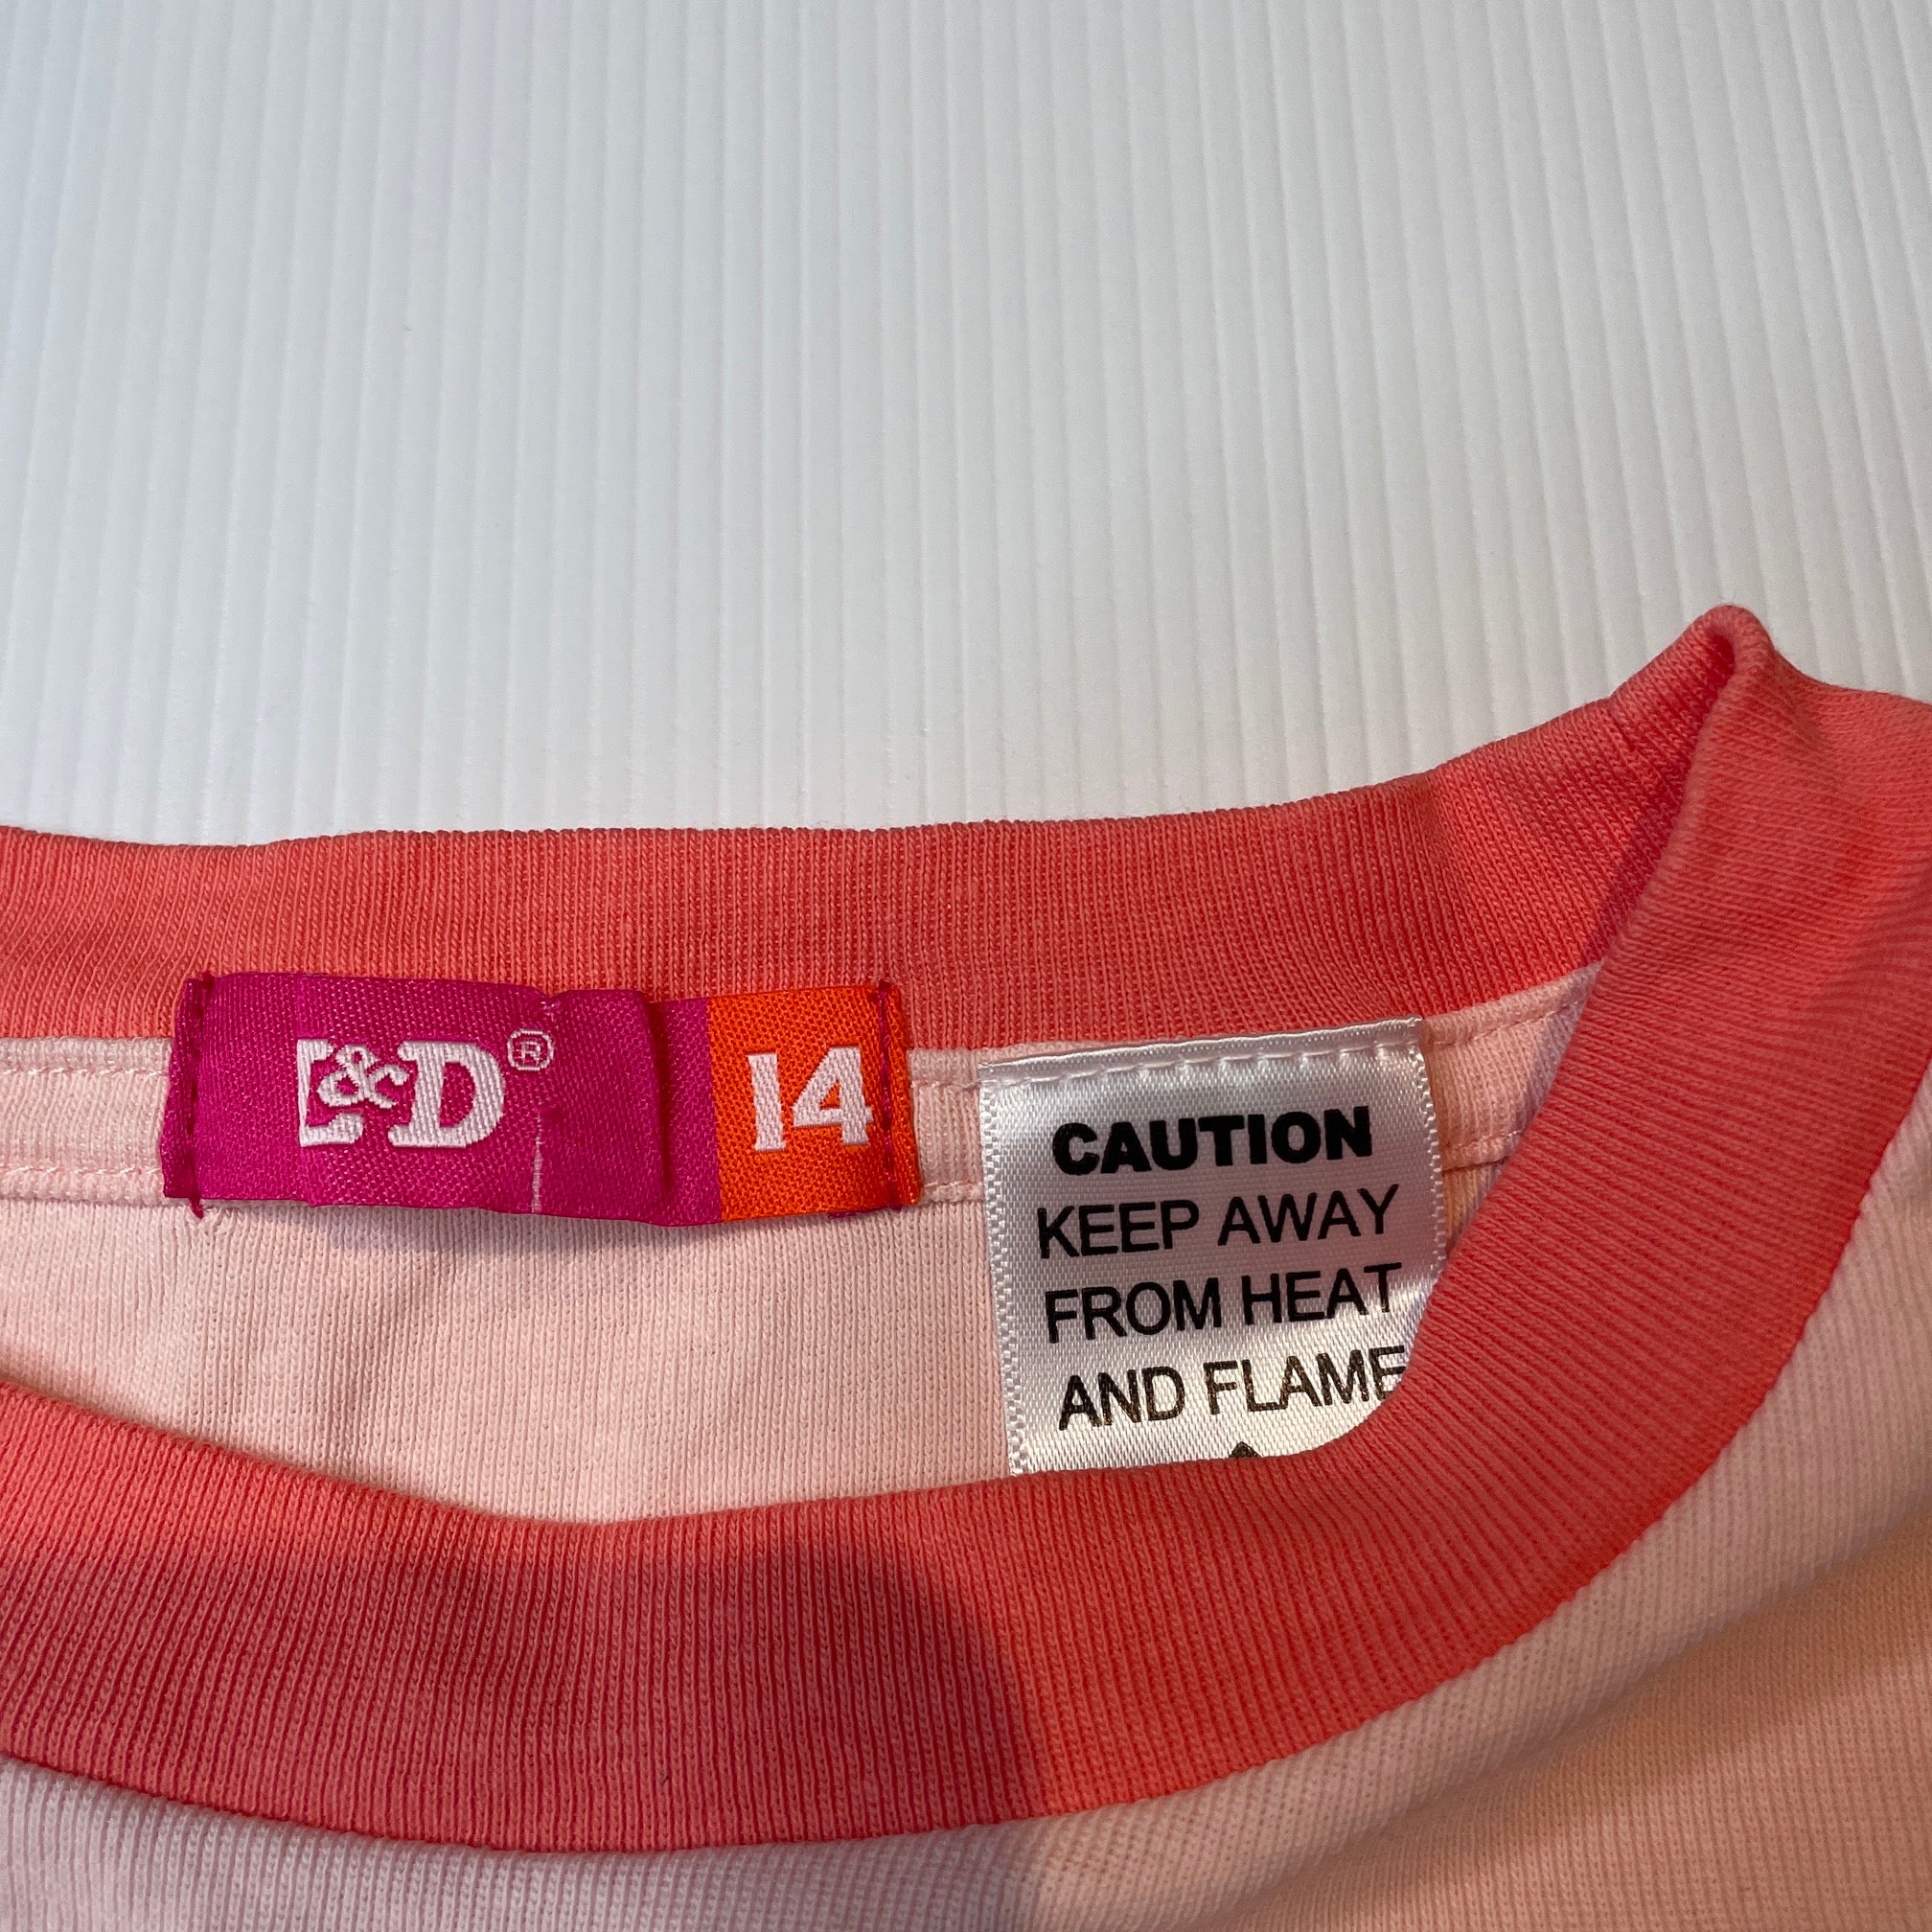 L&D®
14
CAUTION
KEEP AWAY
FROM HEAT
AND FLAME